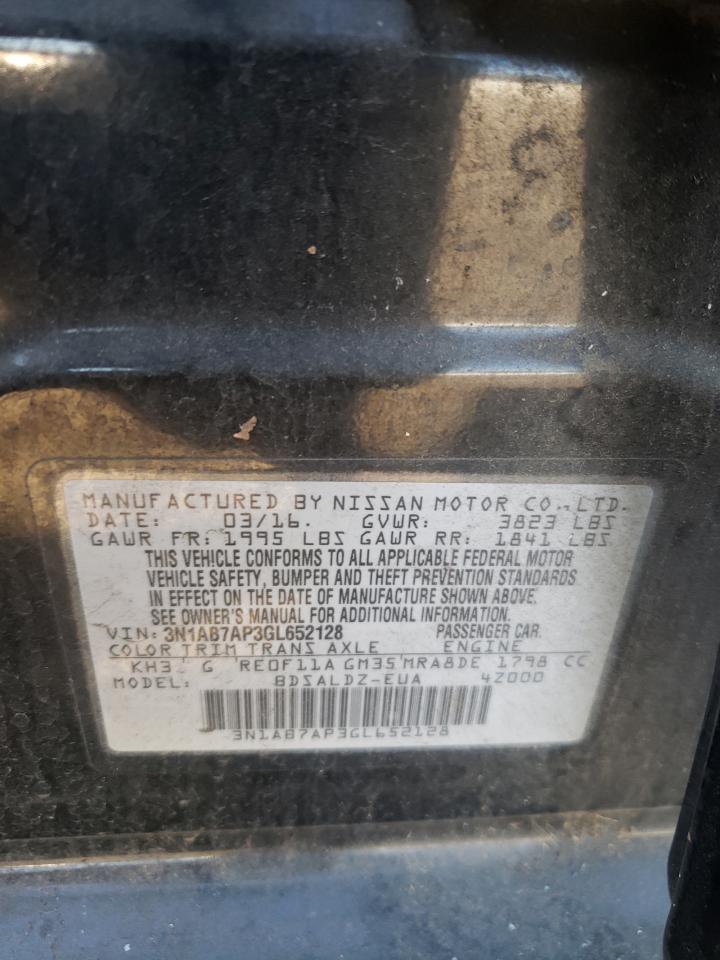 MANUFACTURED BY NISSAN MOTOR CO., LTD.
DATE: 03/16. GVWR: 3823 LBS
GAWR FR: 1995 LBS GAWR RR: 1841 LBS
THIS VEHICLE CONFORMS TO ALL APPLICABLE FEDERAL MOTOR
VEHICLE SAFETY, BUMPER AND THEFT PREVENTION STANDARDS
IN EFFECT ON THE DATE OF MANUFACTURE SHOWN ABOVE.
SEE OWNER'S MANUAL FOR ADDITIONAL INFORMATION.
VIN: 3N1AB7AP3GL652128 PASSENGER CAR.
COLOR TRIM TRANS AXLE ENGINE
KH3 G RE0F11A GM35 MRA8DE 1798 CC
MODEL: BDSALDZ-EUA 4Z000
3N1AB7AP3GL652128